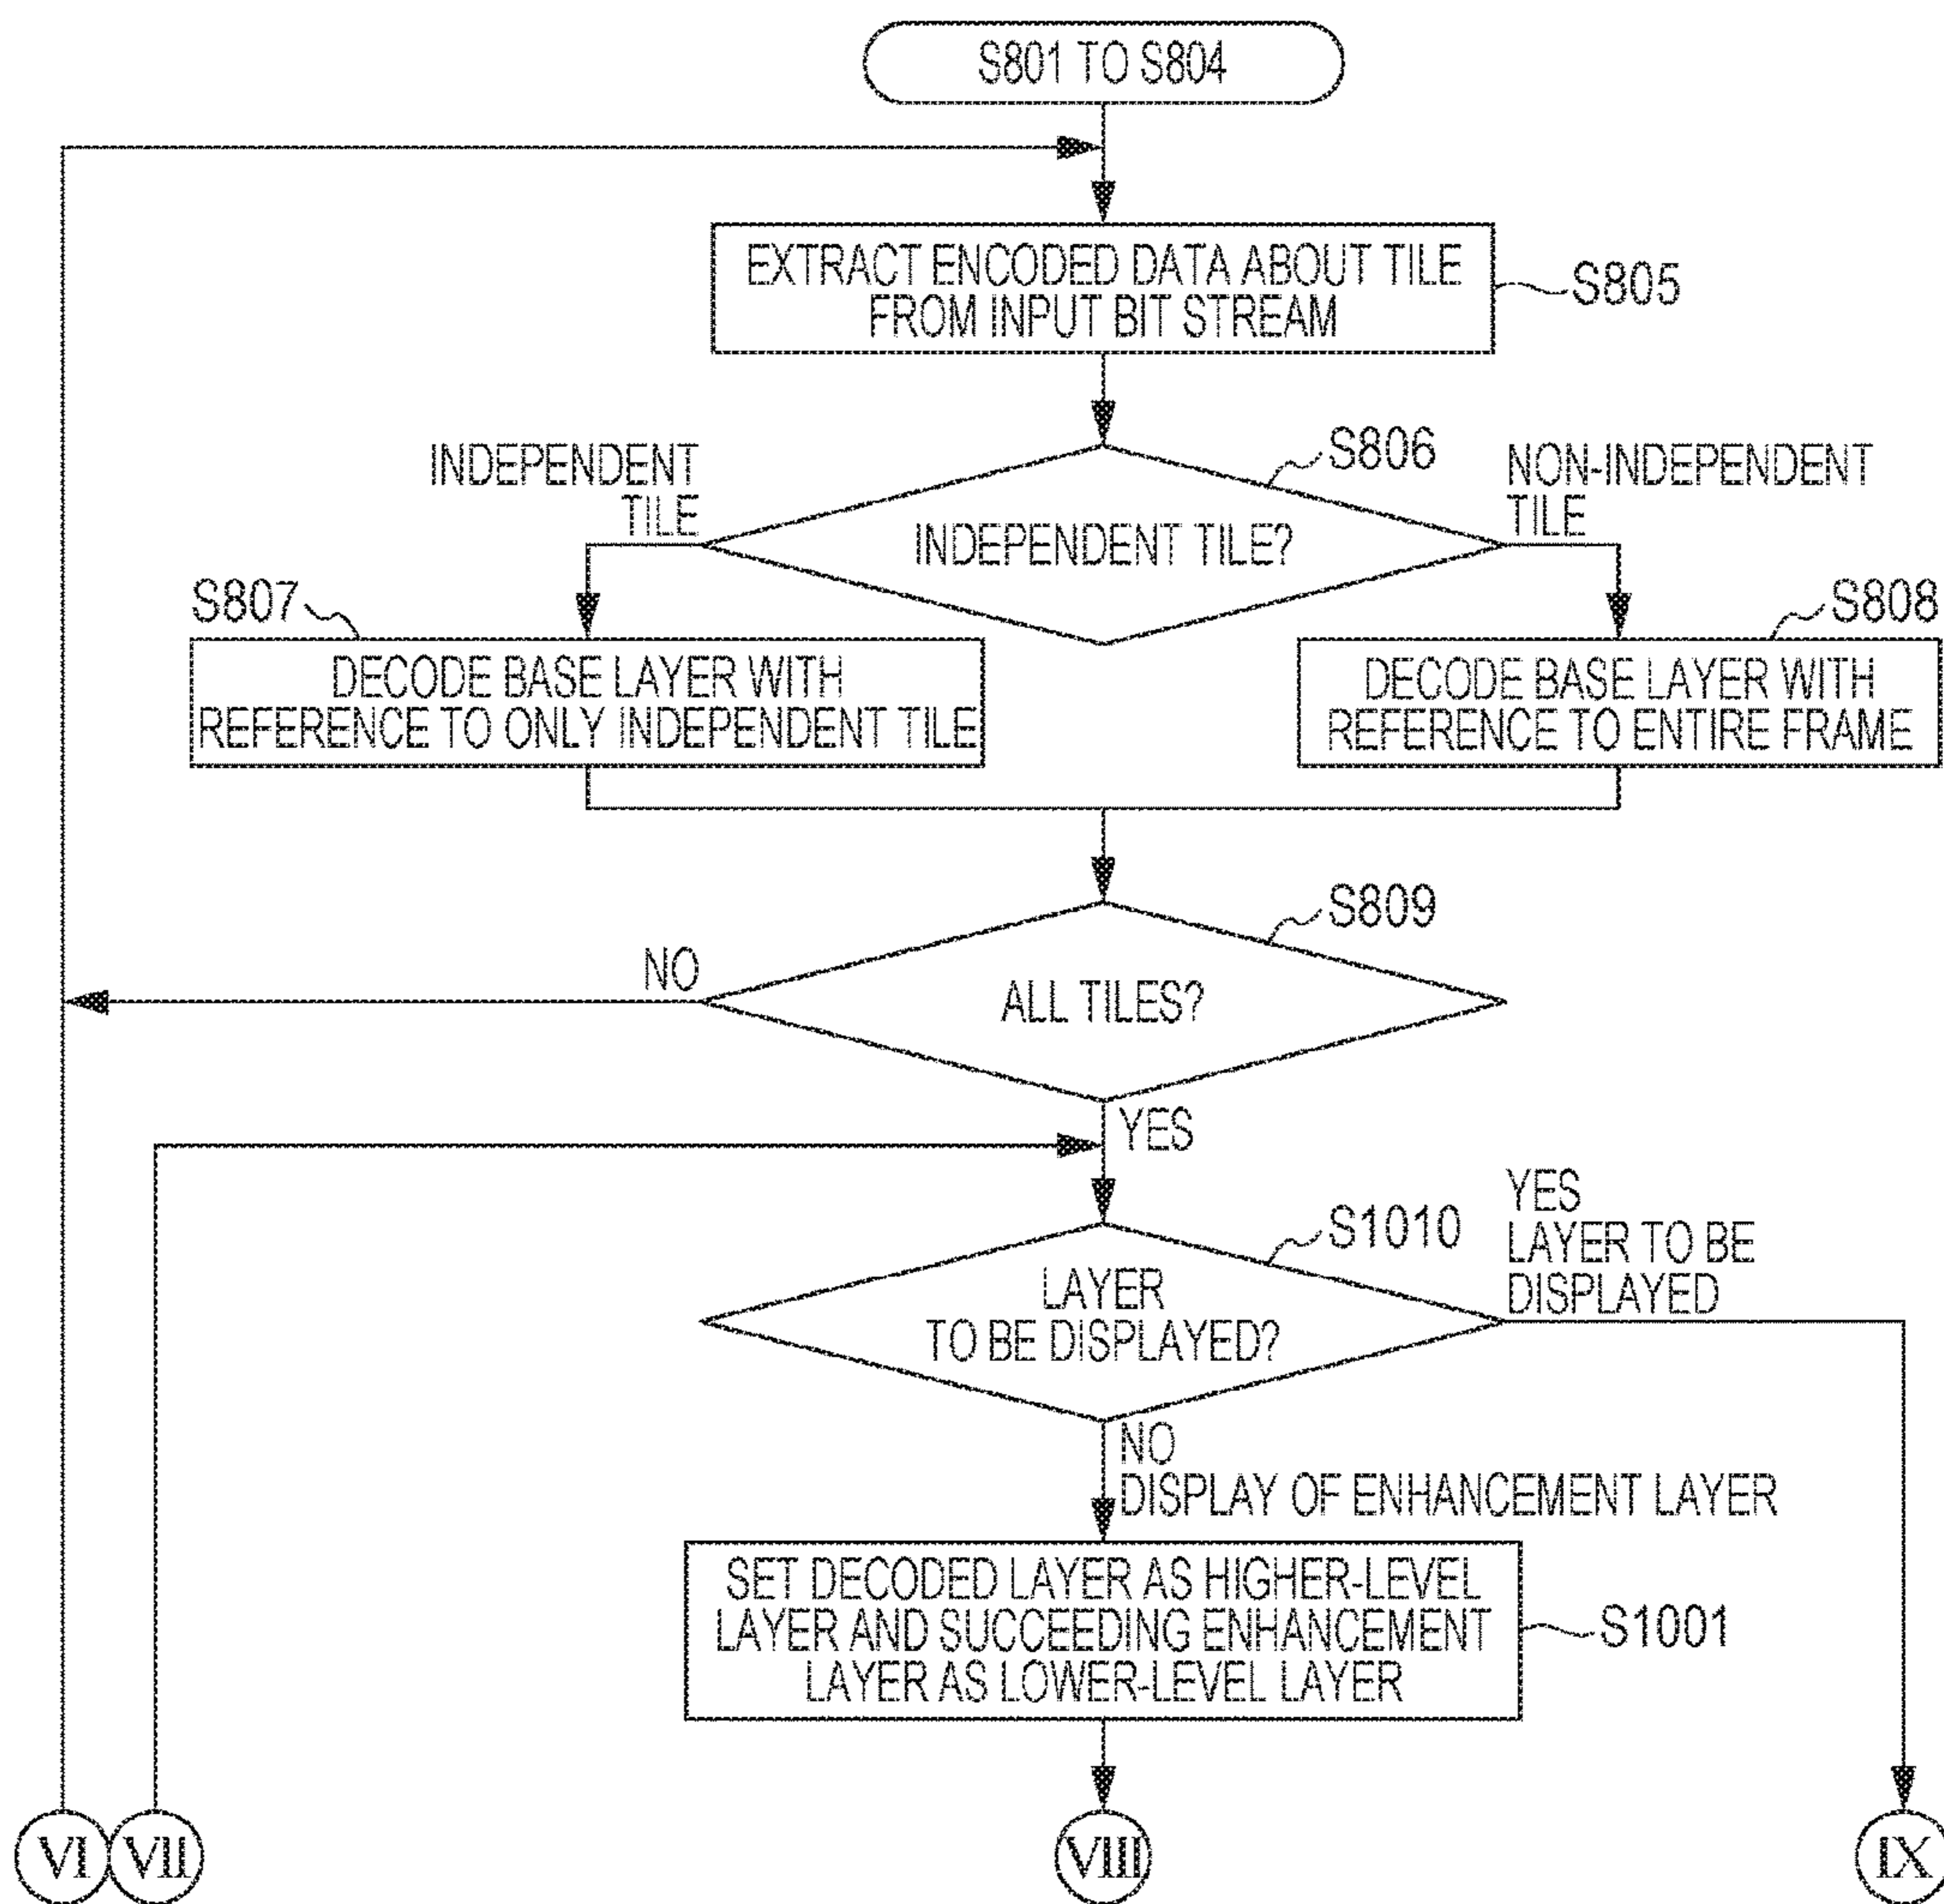 S801 TO S804
EXTRACT ENCODED DATA ABOUT TILE
FROM INPUT BIT STREAM
S805
INDEPENDENT
TILE
S806
NON-INDEPENDENT
TILE
INDEPENDENT TILE?
S807
S808
DECODE BASE LAYER WITH
REFERENCE TO ONLY INDEPENDENT TILE
DECODE BASE LAYER WITH
REFERENCE TO ENTIRE FRAME
S809
NO
ALL TILES?
YES
S1010
YES
LAYER TO BE
DISPLAYED
LAYER
TO BE DISPLAYED?
NO
DISPLAY OF ENHANCEMENT LAYER
SET DECODED LAYER AS HIGHER-LEVEL
LAYER AND SUCCEEDING ENHANCEMENT
LAYER AS LOWER-LEVEL LAYER
S1001
VI
VII
VIII
IX